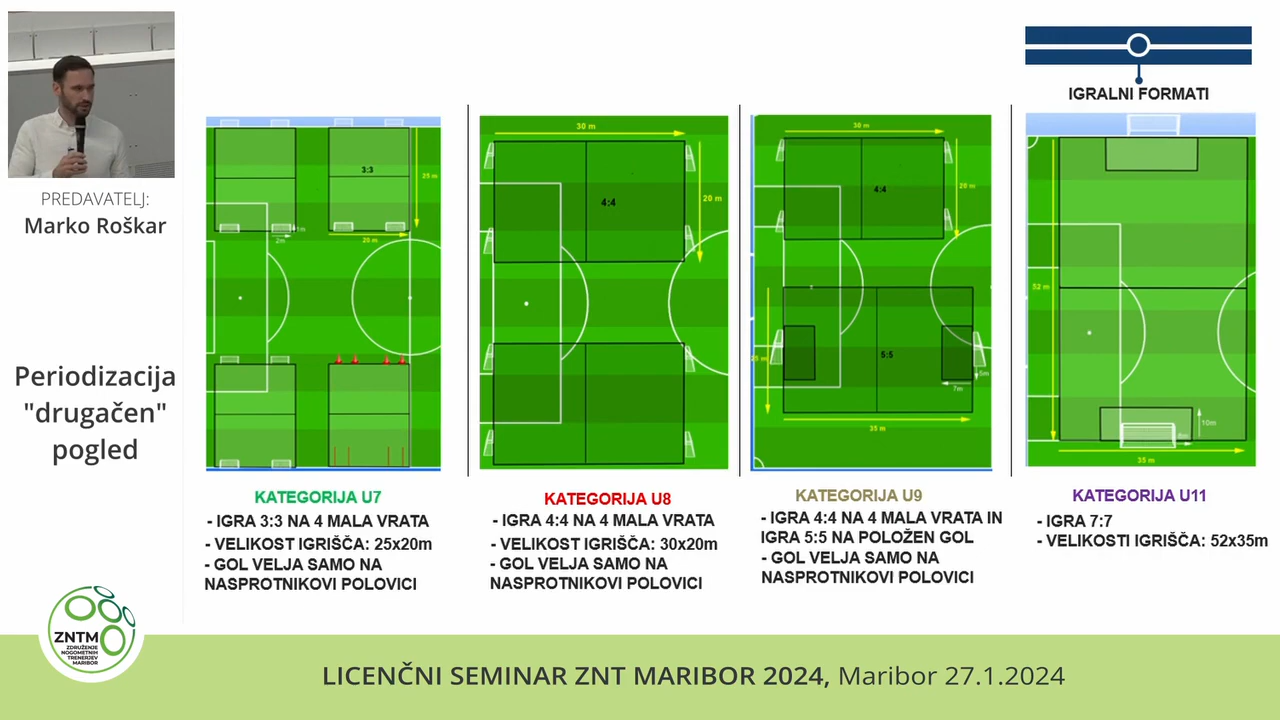 PREDAVATELJ:
Marko Roškar
Periodizacija
"drugačen"
pogled
ZNTM
ZDRUŽENJE
NOGOMETNIH
TRENERJEV
MARIBOR
IGRALNI FORMATI
3:3
25 m
1m
2m
20 m
KATEGORIJA U7
- IGRA 3:3 NA 4 MALA VRATA
- VELIKOST IGRIŠČA: 25x20m
- GOL VELJA SAMO NA
NASPROTNIKOVI POLOVICI
30 m
4:4
20 m
KATEGORIJA U8
- IGRA 4:4 NA 4 MALA VRATA
- VELIKOST IGRIŠČA: 30x20m
- GOL VELJA SAMO NA
NASPROTNIKOVI POLOVICI
30 m
4:4
20 m
25 m
5:5
5m
7m
35 m
KATEGORIJA U9
- IGRA 4:4 NA 4 MALA VRATA IN
IGRA 5:5 NA POLOŽEN GOL
- GOL VELJA SAMO NA
NASPROTNIKOVI POLOVICI
52 m
10m
35 m
KATEGORIJA U11
- IGRA 7:7
- VELIKOSTI IGRIŠČA: 52x35m
LICENČNI SEMINAR ZNT MARIBOR 2024, Maribor 27.1.2024